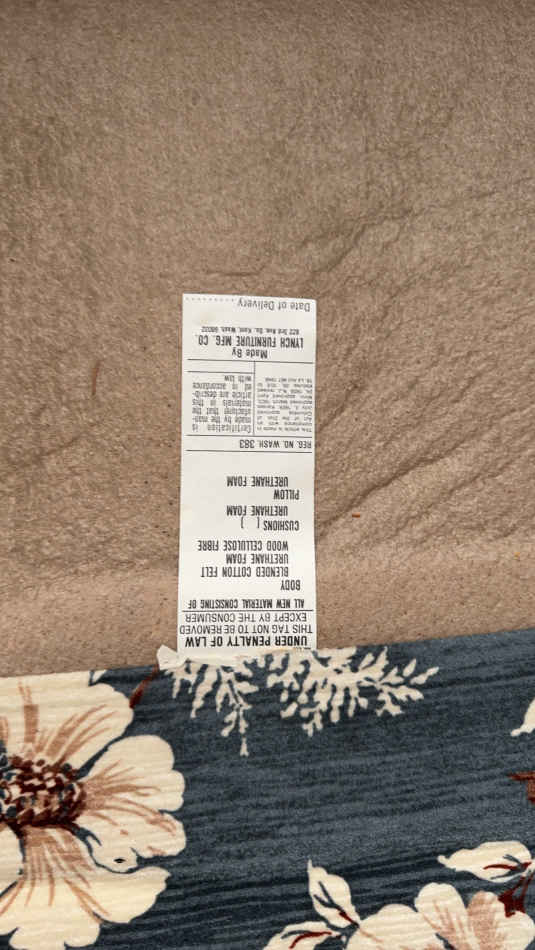 UNDER PENALTY OF LAW
THIS TAG NOT TO BE REMOVED
EXCEPT BY THE CONSUMER
ALL NEW MATERIAL CONSISTING OF
BODY
BLENDED COTTON FELT
URETHANE FOAM
WOOD CELLULOSE FIBRE
CUSHIONS [ ]
URETHANE FOAM
PILLOW
URETHANE FOAM
REG. NO. WASH. 383
Certification is
made by the man-
ufacturer that the
materials in this
article are describ-
ed in accordance
with law.
Made By
LYNCH FURNITURE MFG. CO.
822 3rd Ave. So. Kent, Wash. 98032
Date of Delivery